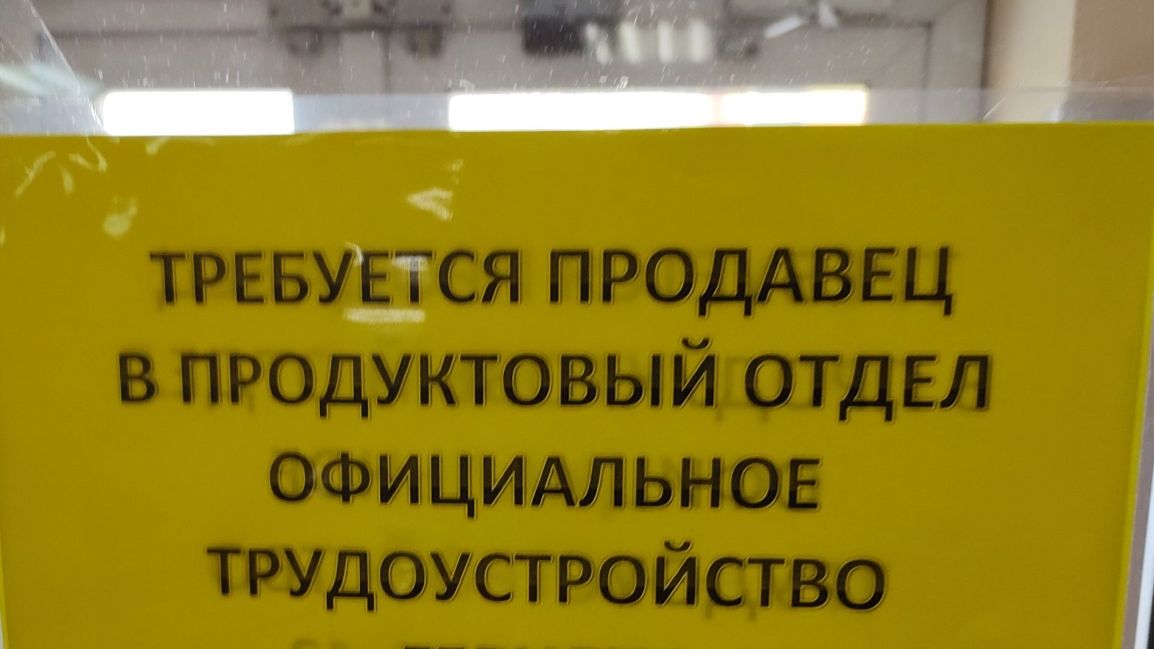 ТРЕБУЕТСЯ ПРОДАВЕЦ
В ПРОДУКТОВЫЙ ОТДЕЛ
ОФИЦИАЛЬНОЕ
ТРУДОУСТРОЙСТВО